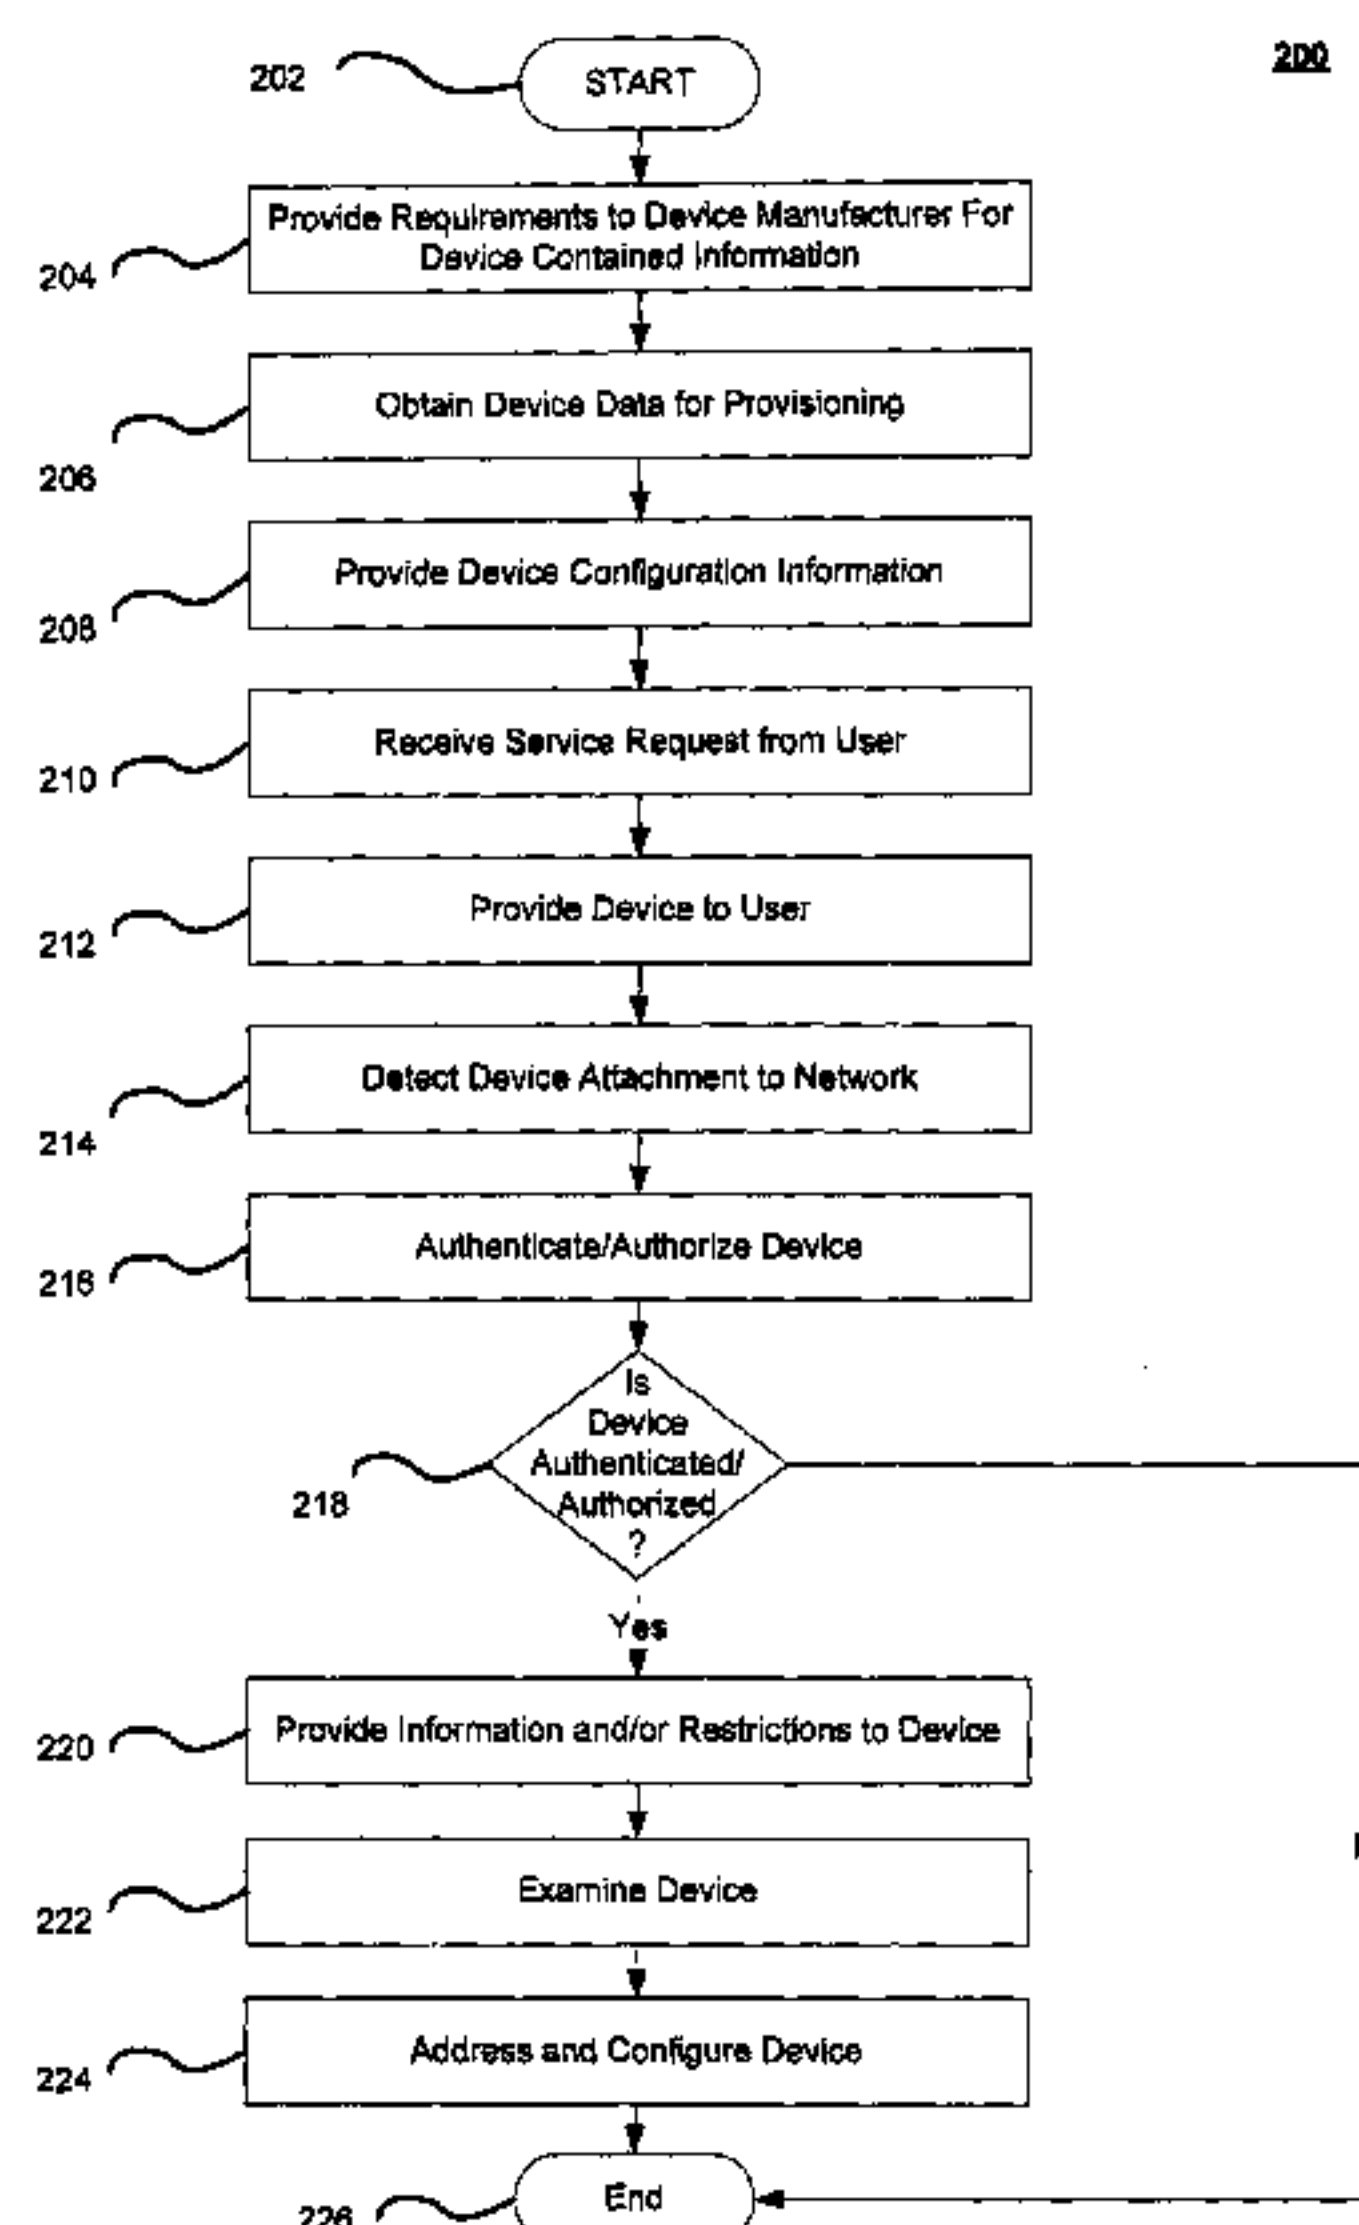 200
202
START
204
Provide Requirements to Device Manufacturer For
Device Contained Information
206
Obtain Device Data for Provisioning
208
Provide Device Configuration Information
210
Receive Service Request from User
212
Provide Device to User
214
Detect Device Attachment to Network
216
Authenticate/Authorize Device
218
Is
Device
Authenticated/
Authorized
?
Yes
220
Provide Information and/or Restrictions to Device
222
Examine Device
224
Address and Configure Device
226
End